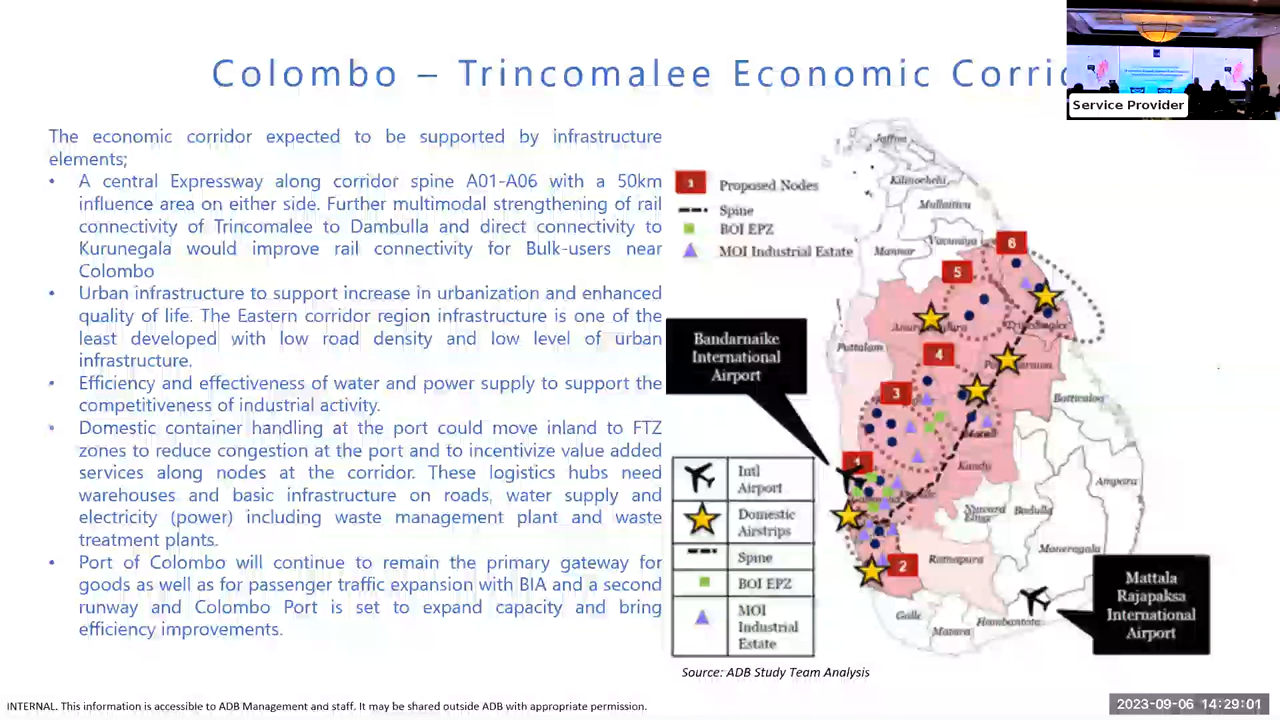 Colombo – Trincomalee Economic Corri
Service Provider
The economic corridor expected to be supported by infrastructure
elements;
• A central Expressway along corridor spine A01-A06 with a 50km
influence area on either side. Further multimodal strengthening of rail
connectivity of Trincomalee to Dambulla and direct connectivity to
Kurunegala would improve rail connectivity for Bulk-users near
Colombo
• Urban infrastructure to support increase in urbanization and enhanced
quality of life. The Eastern corridor region infrastructure is one of the
least developed with low road density and low level of urban
infrastructure.
• Efficiency and effectiveness of water and power supply to support the
competitiveness of industrial activity.
• Domestic container handling at the port could move inland to FTZ
zones to reduce congestion at the port and to incentivize value added
services along nodes at the corridor. These logistics hubs need
warehouses and basic infrastructure on roads, water supply and
electricity (power) including waste management plant and waste
treatment plants.
• Port of Colombo will continue to remain the primary gateway for
goods as well as for passenger traffic expansion with BIA and a second
runway and Colombo Port is set to expand capacity and bring
efficiency improvements.
1 Proposed Nodes
Spine
BOI EPZ
MOI Industrial Estate
Jaffna
Kilinochchi
Mullaitivu
Vavuniya
Mannar
6
5
Puttalam
4
3
Batticaloa
Kandy
Ampara
Badulla
Moneragala
Ratnapura
2
Galle
Matara
Hambantota
Bandarnaike
International
Airport
Mattala
Rajapaksa
International
Airport
Intl
Airport
Domestic
Airstrips
Spine
BOI EPZ
MOI
Industrial
Estate
Source: ADB Study Team Analysis
INTERNAL. This information is accessible to ADB Management and staff. It may be shared outside ADB with appropriate permission.
2023-09-06 14:29:01